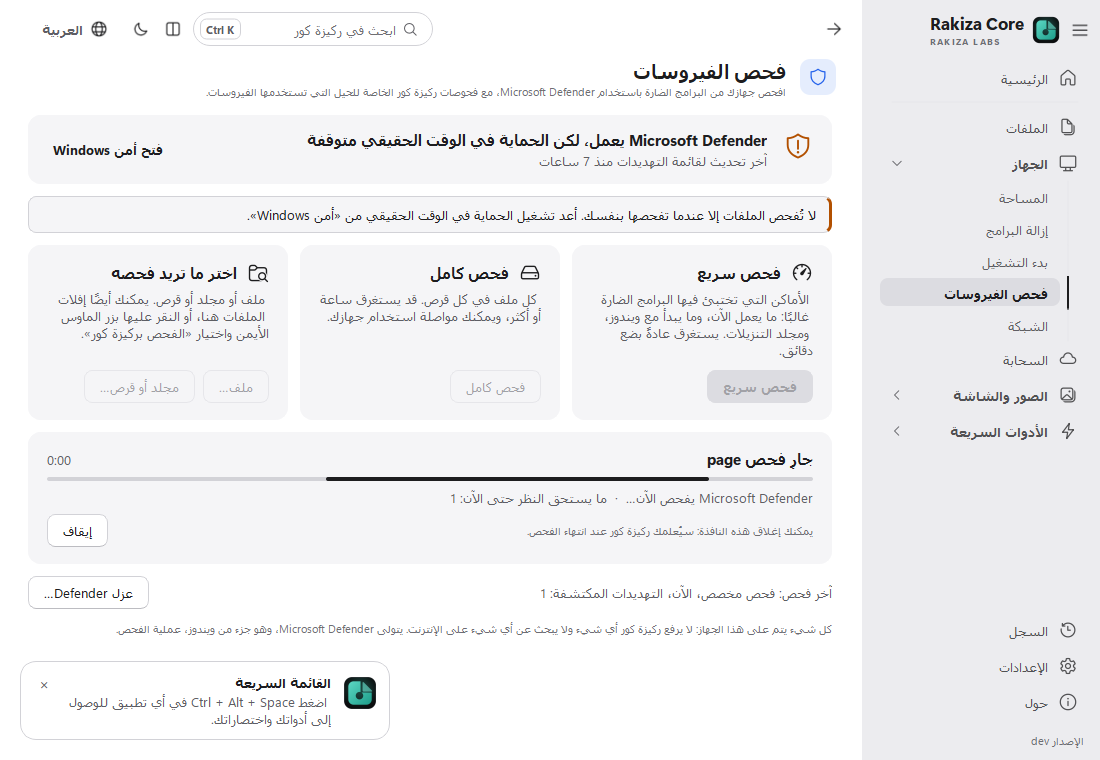 Rakiza Core
RAKIZA LABS
الرئيسية
الملفات
الجهاز
المساحة
إزالة البرامج
بدء التشغيل
فحص الفيروسات
الشبكة
السحابة
الصور والشاشة
الأدوات السريعة
السجل
الإعدادات
حول
الإصدار dev
ابحث في ركيزة كور
Ctrl K
العربية
فحص الفيروسات
افحص جهازك من البرامج الضارة باستخدام Microsoft Defender، مع فحوصات ركيزة كور الخاصة للحيل التي تستخدمها الفيروسات.
Microsoft Defender يعمل، لكن الحماية في الوقت الحقيقي متوقفة
آخر تحديث لقائمة التهديدات منذ 7 ساعات
فتح أمن Windows
لا تُفحص الملفات إلا عندما تفحصها بنفسك. أعد تشغيل الحماية في الوقت الحقيقي من «أمن Windows».
فحص سريع
الأماكن التي تختبئ فيها البرامج الضارة
غالبًا: ما يعمل الآن، وما يبدأ مع ويندوز،
ومجلد التنزيلات. يستغرق عادةً بضع
دقائق.
فحص سريع
فحص كامل
كل ملف في كل قرص. قد يستغرق ساعة
أو أكثر، ويمكنك مواصلة استخدام جهازك.
فحص كامل
اختر ما تريد فحصه
ملف أو مجلد أو قرص. يمكنك أيضًا إفلات
الملفات هنا، أو النقر عليها بزر الماوس
الأيمن واختيار «الفحص بركيزة كور».
ملف...
مجلد أو قرص...
جارٍ فحص page
0:00
Microsoft Defender يفحص الآن... · ما يستحق النظر حتى الآن: 1
يمكنك إغلاق هذه النافذة: ستُعلمك ركيزة كور عند انتهاء الفحص.
إيقاف
آخر فحص: فحص مخصص، الآن، التهديدات المكتشفة: 1
عزل Defender...
كل شيء يتم على هذا الجهاز: لا يرفع ركيزة كور أي شيء ولا يبحث عن أي شيء على الإنترنت. يتولى Microsoft Defender، وهو جزء من ويندوز، عملية الفحص.
القائمة السريعة
اضغط Ctrl + Alt + Space في أي تطبيق للوصول
إلى أدواتك واختصاراتك.